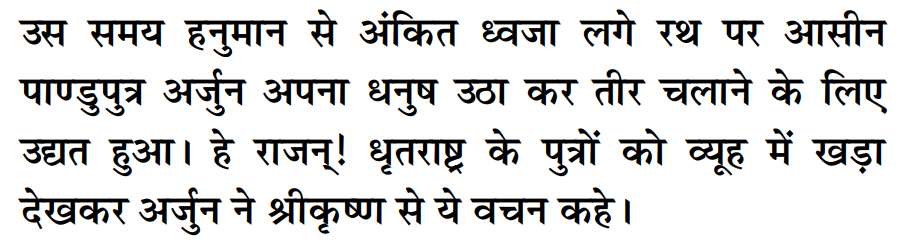 उस समय हनुमान से अंकित ध्वजा लगे रथ पर आसीन
पाण्डुपुत्र अर्जुन अपना धनुष उठा कर तीर चलाने के लिए
उद्यत हुआ। हे राजन्! धृतराष्ट्र के पुत्रों को व्यूह में खड़ा
देखकर अर्जुन ने श्रीकृष्ण से ये वचन कहे।